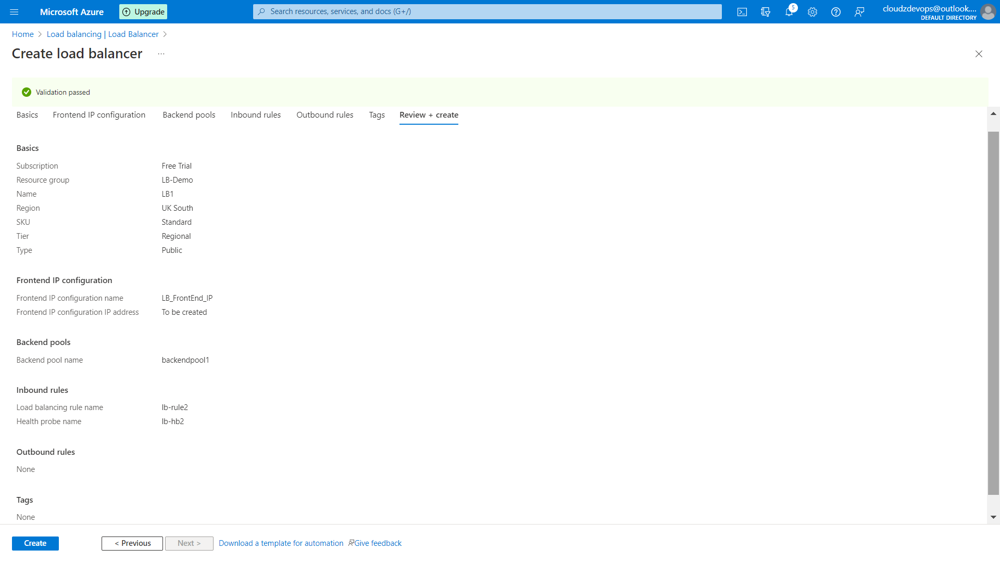 Microsoft Azure
Upgrade
Search resources, services, and docs (G+/)
5
cloudzdevops@outlook....
DEFAULT DIRECTORY
Home > Load balancing | Load Balancer >
Create load balancer ...
Validation passed
Basics Frontend IP configuration Backend pools Inbound rules Outbound rules Tags Review + create
Basics
Subscription Free Trial
Resource group LB-Demo
Name LB1
Region UK South
SKU Standard
Tier Regional
Type Public
Frontend IP configuration
Frontend IP configuration name LB_FrontEnd_IP
Frontend IP configuration IP address To be created
Backend pools
Backend pool name backendpool1
Inbound rules
Load balancing rule name lb-rule2
Health probe name lb-hb2
Outbound rules
None
Tags
None
Create < Previous Next > Download a template for automation Give feedback